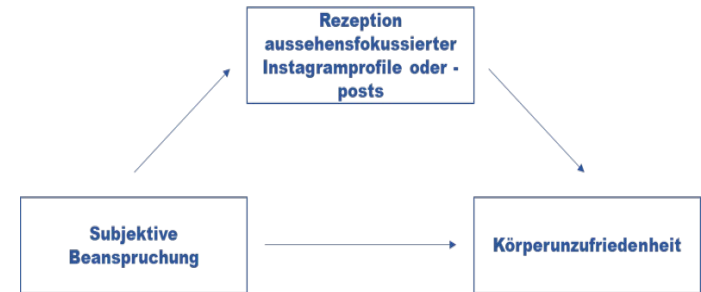 Rezeption
aussehensfokussierter
Instagramprofile oder -
posts
Subjektive
Beanspruchung
Körperunzufriedenheit